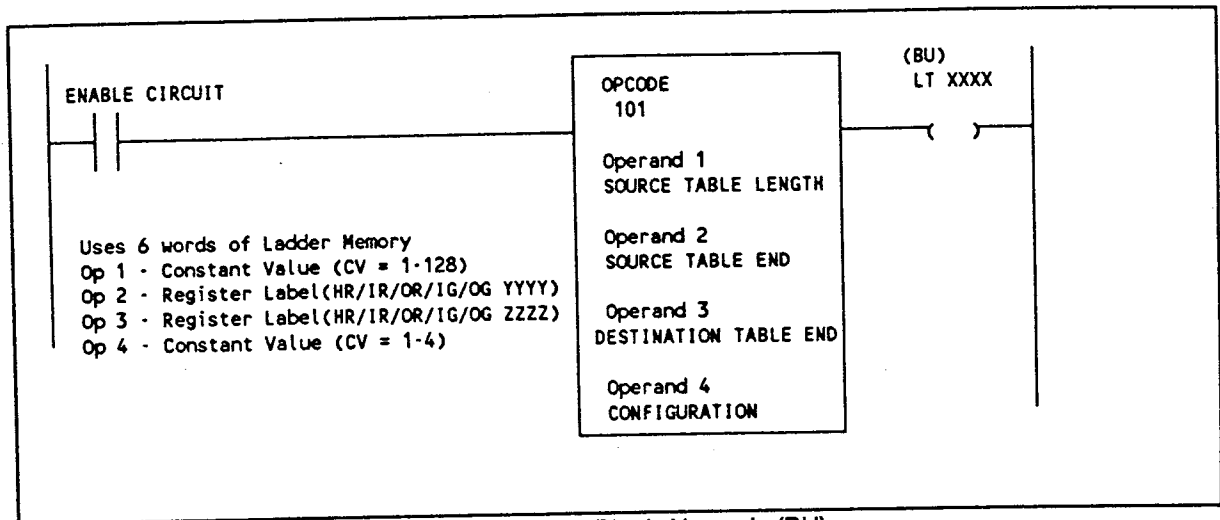 (BU)
LT XXXX
ENABLE CIRCUIT
OPCODE
101
Operand 1
SOURCE TABLE LENGTH
Operand 2
SOURCE TABLE END
Operand 3
DESTINATION TABLE END
Operand 4
CONFIGURATION
Uses 6 words of Ladder Memory
Op 1 - Constant Value (CV = 1-128)
Op 2 - Register Label(HR/IR/OR/IG/OG YYYY)
Op 3 - Register Label(HR/IR/OR/IG/OG ZZZZ)
Op 4 - Constant Value (CV = 1-4)
(BU)